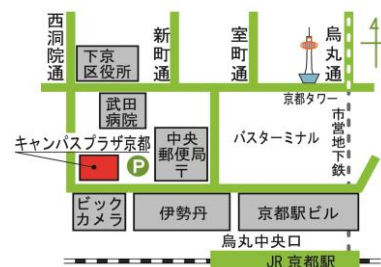 西洞院通
新町通
室町通
烏丸通
4
下京
区役所
京都タワー
武田
病院
市営地下鉄
キャンパスプラザ京都
P
中央
郵便局
〒
バスターミナル
ビック
カメラ
伊勢丹
京都駅ビル
烏丸中央口
JR 京都駅